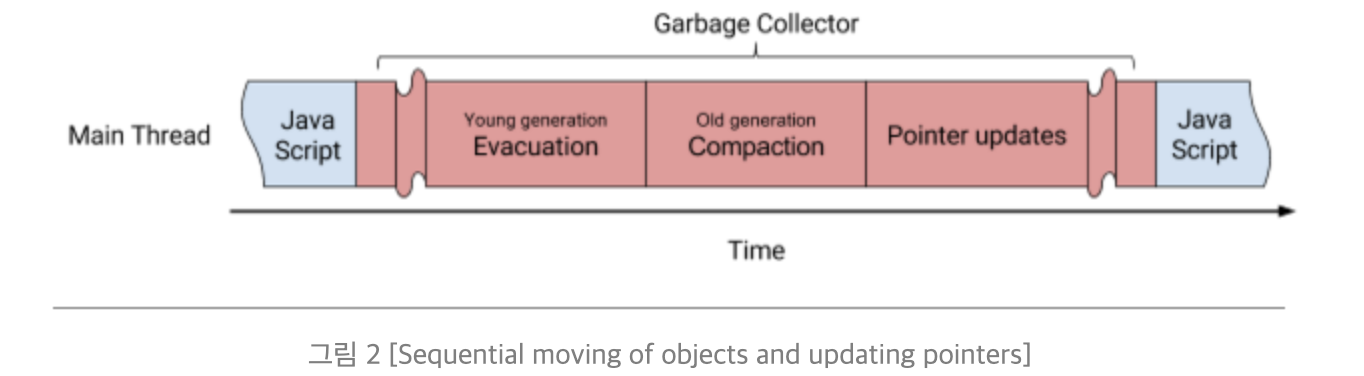 Garbage Collector
Main Thread
Java
Script
Young generation
Evacuation
Old generation
Compaction
Pointer updates
Java
Script
Time
그림 2 [Sequential moving of objects and updating pointers]